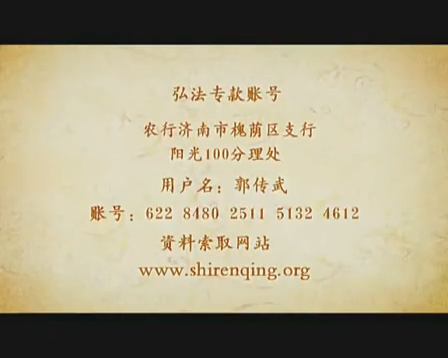 弘法专款账号
农行济南市槐荫区支行
阳光100分理处
用户名：郭传武
账号：622 8480 2511 5132 4612
资料索取网站
www.shirenqing.org